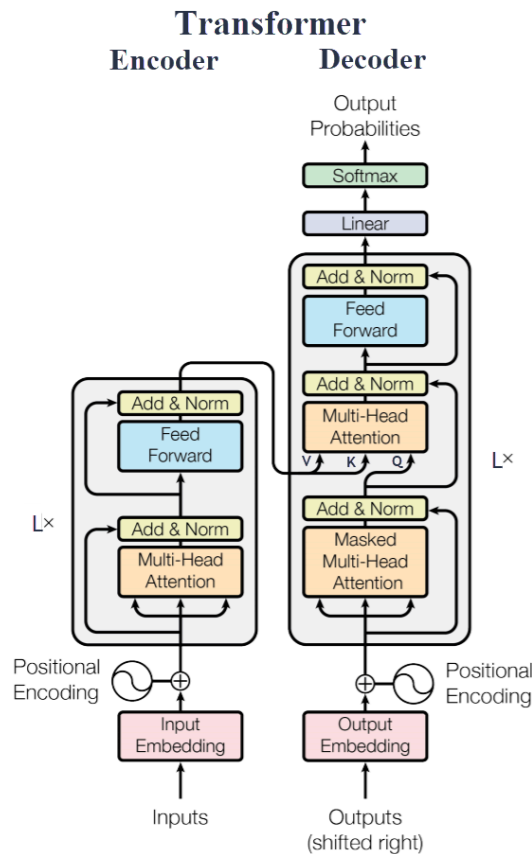 Transformer
Encoder
Decoder
Output
Probabilities
Softmax
Linear
Add & Norm
Feed
Forward
Add & Norm
Multi-Head
Attention
V K Q
Add & Norm
Masked
Multi-Head
Attention
L×
Add & Norm
Feed
Forward
Add & Norm
Multi-Head
Attention
L×
Positional
Encoding
Input
Embedding
Inputs
Positional
Encoding
Output
Embedding
Outputs
(shifted right)